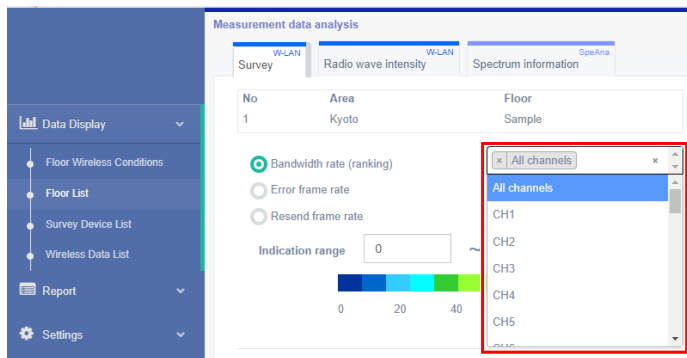 Measurement data analysis
W-LAN
Survey
W-LAN
Radio wave intensity
SpeAna
Spectrum information
No Area Floor
1 Kyoto Sample
Data Display
Floor Wireless Conditions
Floor List
Survey Device List
Wireless Data List
Report
Settings
Bandwidth rate (ranking)
Error frame rate
Resend frame rate
Indication range 0 ~
0 20 40
× All channels ×
All channels
CH1
CH2
CH3
CH4
CH5